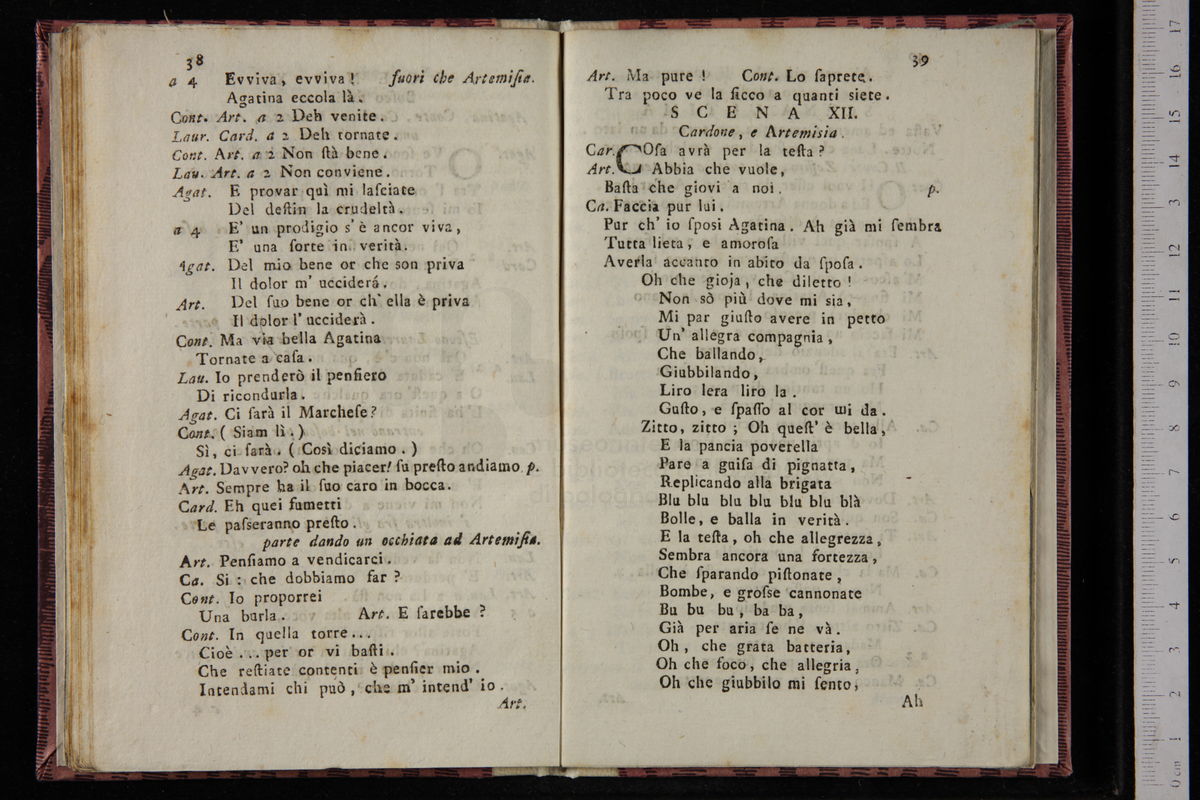 38
a 4 Evviva, evviva! fuori che Artemiſia.
Agatina eccola là.
Cont. Art. a 2 Deh venite.
Laur. Card. a 2 Deh tornate.
Cont. Art. a 2 Non ſtà bene.
Lau. Art. a 2 Non conviene.
Agat. E provar quì mi laſciate
Del deſtin la crudeltà.
a 4 E' un prodigio s' è ancor viva,
E' una ſorte in verità.
Agat. Del mio bene or che son priva
Il dolor m' ucciderá.
Art. Del ſuo bene or ch' ella è priva
Il dolor l' ucciderà.
Cont. Ma via bella Agatina
Tornate a caſa.
Lau. Io prenderò il penſiero
Di ricondurla.
Agat. Ci ſarà il Marcheſe?
Cont. ( Siam lì. )
Sì, ci ſarà. ( Così diciamo. )
Agat. Davvero? oh che piacer! ſu preſto andiamo. p.
Art. Sempre ha il ſuo caro in bocca.
Card. Eh quei fumetti
Le paſseranno preſto.
parte dando un occhiata ad Artemiſia.
Art. Penſiamo a vendicarci.
Ca. Si : che dobbiamo far ?
Cont. Io proporrei
Una burla. Art. E ſarebbe ?
Cont. In quella torre...
Cioè ... per or vi baſti.
Che reſtiate contenti è penſier mio.
Intendami chi può, che m' intend' io.
Art.
39
Art. Ma pure ! Cont. Lo ſaprete.
Tra poco ve la ficco a quanti siete.
SCENA XII.
Cardone, e Artemisia.
Car. COſa avrà per la teſta ?
Art. Abbia che vuole,
Baſta che giovi a noi. p.
Ca. Faccia pur lui.
Pur ch' io ſposi Agatina. Ah già mi ſembra
Tutta lieta, e amoroſa
Averla accanto in abito da ſpoſa.
Oh che gioja, che diletto !
Non sò più dove mi sia,
Mi par giuſto avere in petto
Un' allegra compagnia,
Che ballando,
Giubbilando,
Liro lera liro la.
Guſto, e ſpaſſo al cor mi da.
Zitto, zitto ; Oh queſt' è bella,
E la pancia poverella
Pare a guiſa di pignatta,
Replicando alla brigata
Blu blu blu blu blu blu blà
Bolle, e balla in verità.
E la teſta, oh che allegrezza,
Sembra ancora una fortezza,
Che ſparando piſtonate,
Bombe, e groſse cannonate
Bu bu bu, ba ba,
Già per aria ſe ne và.
Oh, che grata batteria,
Oh che foco, che allegria,
Oh che giubbilo mi ſento,
Ah